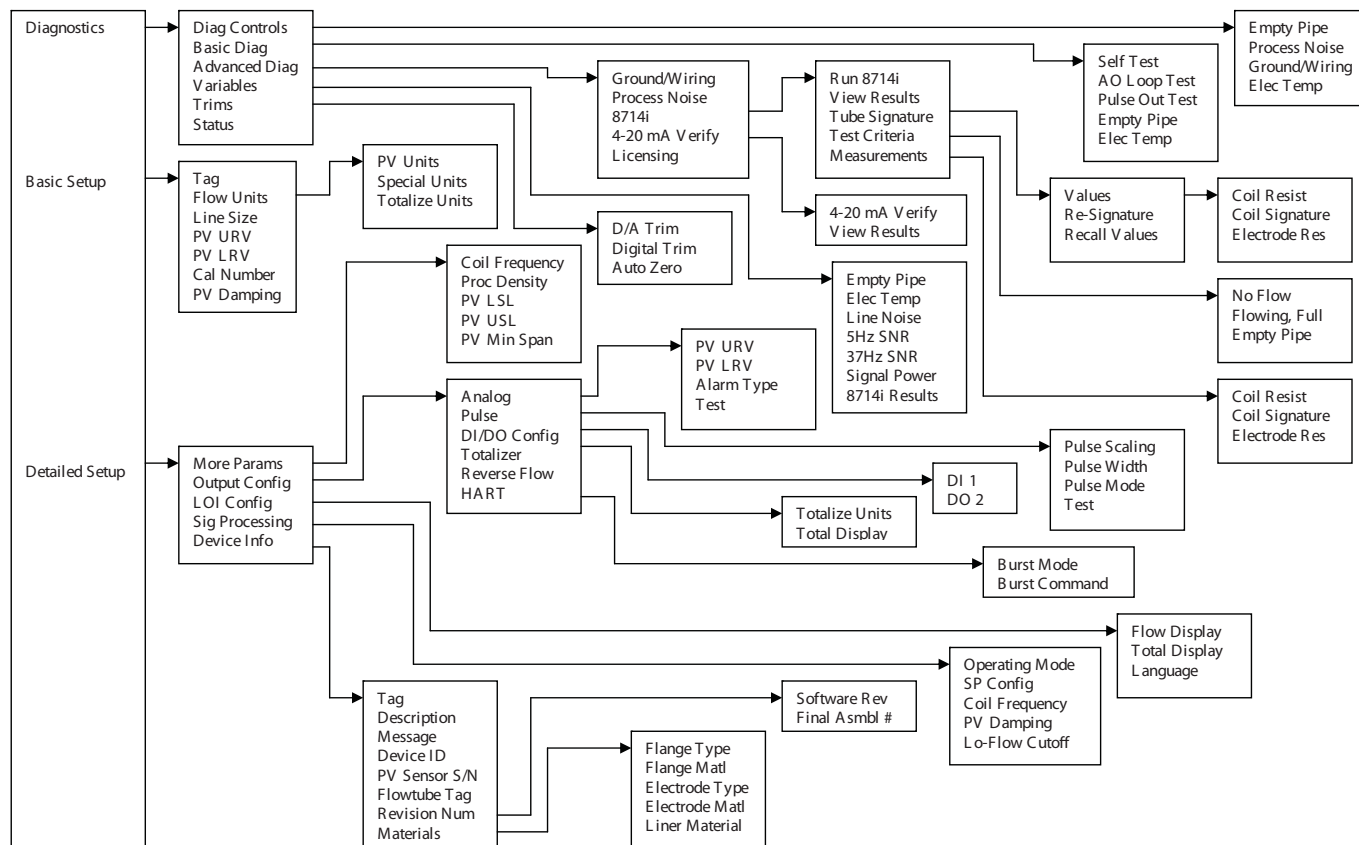 Diagnostics
Basic Setup
Detailed Setup
Diag Controls
Basic Diag
Advanced Diag
Variables
Trims
Status
Empty Pipe
Process Noise
Ground/Wiring
Elec Temp
Self Test
AO Loop Test
Pulse Out Test
Empty Pipe
Elec Temp
Ground/Wiring
Process Noise
8714i
4-20 mA Verify
Licensing
Run 8714i
View Results
Tube Signature
Test Criteria
Measurements
Values
Re-Signature
Recall Values
Coil Resist
Coil Signature
Electrode Res
No Flow
Flowing, Full
Empty Pipe
Coil Resist
Coil Signature
Electrode Res
4-20 mA Verify
View Results
Empty Pipe
Elec Temp
Line Noise
5Hz SNR
37Hz SNR
Signal Power
8714i Results
D/A Trim
Digital Trim
Auto Zero
Tag
Flow Units
Line Size
PV URV
PV LRV
Cal Number
PV Damping
PV Units
Special Units
Totalize Units
More Params
Output Config
LOI Config
Sig Processing
Device Info
Coil Frequency
Proc Density
PV LSL
PV USL
PV Min Span
Analog
Pulse
DI/DO Config
Totalizer
Reverse Flow
HART
PV URV
PV LRV
Alarm Type
Test
Pulse Scaling
Pulse Width
Pulse Mode
Test
DI 1
DO 2
Totalize Units
Total Display
Burst Mode
Burst Command
Flow Display
Total Display
Language
Operating Mode
SP Config
Coil Frequency
PV Damping
Lo-Flow Cutoff
Tag
Description
Message
Device ID
PV Sensor S/N
Flowtube Tag
Revision Num
Materials
Software Rev
Final Asmbl #
Flange Type
Flange Matl
Electrode Type
Electrode Matl
Liner Material